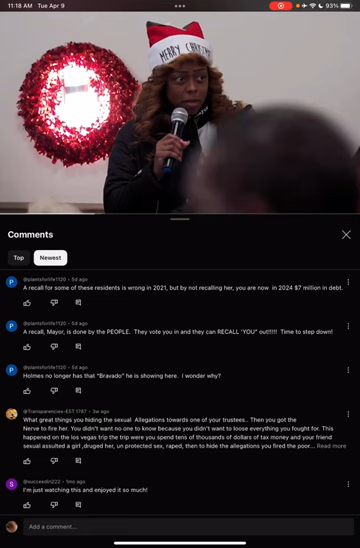 11:18 AM Tue Apr 9
93%
MERRY CHRISTMAS
Comments
Top
Newest
P
@plantsforlife1120 • 5d ago
A recall for some of these residents is wrong in 2021, but by not recalling her, you are now in 2024 $7 million in debt.
P
@plantsforlife1120 • 5d ago
A recall, Mayor, is done by the PEOPLE. They vote you in and they can RECALL 'YOU" out!!!!! Time to step down!
P
@plantsforlife1120 • 5d ago
Holmes no longer has that "Bravado" he is showing here. I wonder why?
@Transparencies-EST.1767 • 3w ago
What great things you hiding the sexual Allegations towards one of your trustees.. Then you got the
Nerve to fire her. You didn't want no one to know because you didn't want to loose everything you fought for. This
happened on the los vegas trip the trip were you spend tens of thousands of dollars of tax money and your friend
sexual assulted a girl ,druged her, un protected sex, raped, then to hide the allegations you fired the poor... Read more
S
@succeedin222 • 1mo ago
I'm just watching this and enjoyed it so much!
Add a comment...